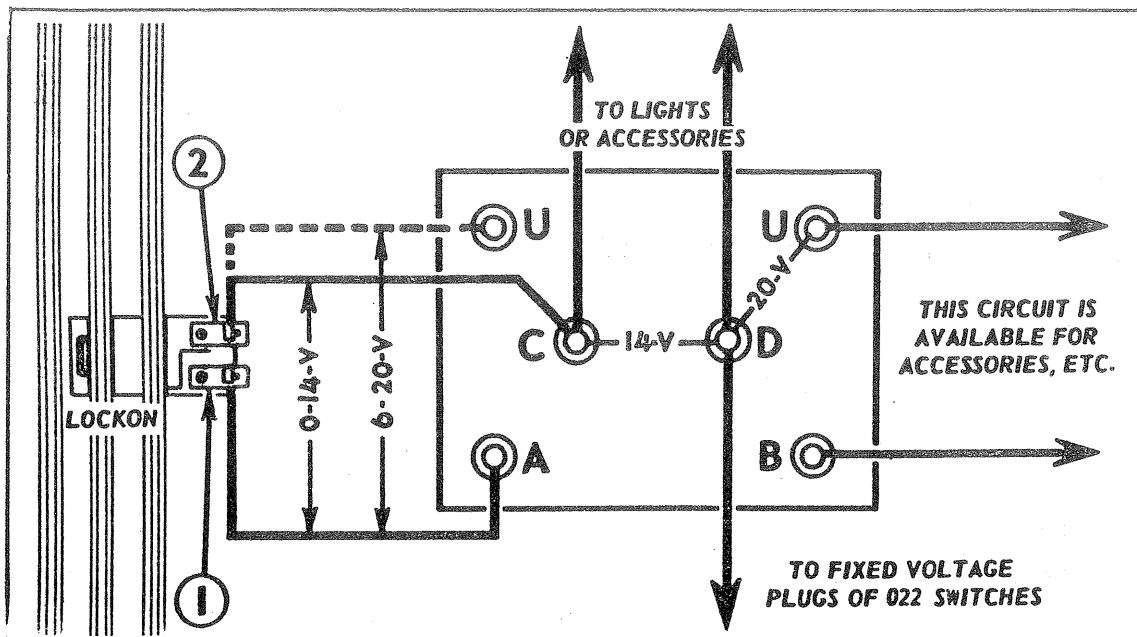 TO LIGHTS
OR ACCESSORIES
2
U
U
20-V
THIS CIRCUIT IS
AVAILABLE FOR
ACCESSORIES, ETC.
C
14-V
D
0-14-V
6-20-V
LOCKON
A
B
1
TO FIXED VOLTAGE
PLUGS OF 022 SWITCHES